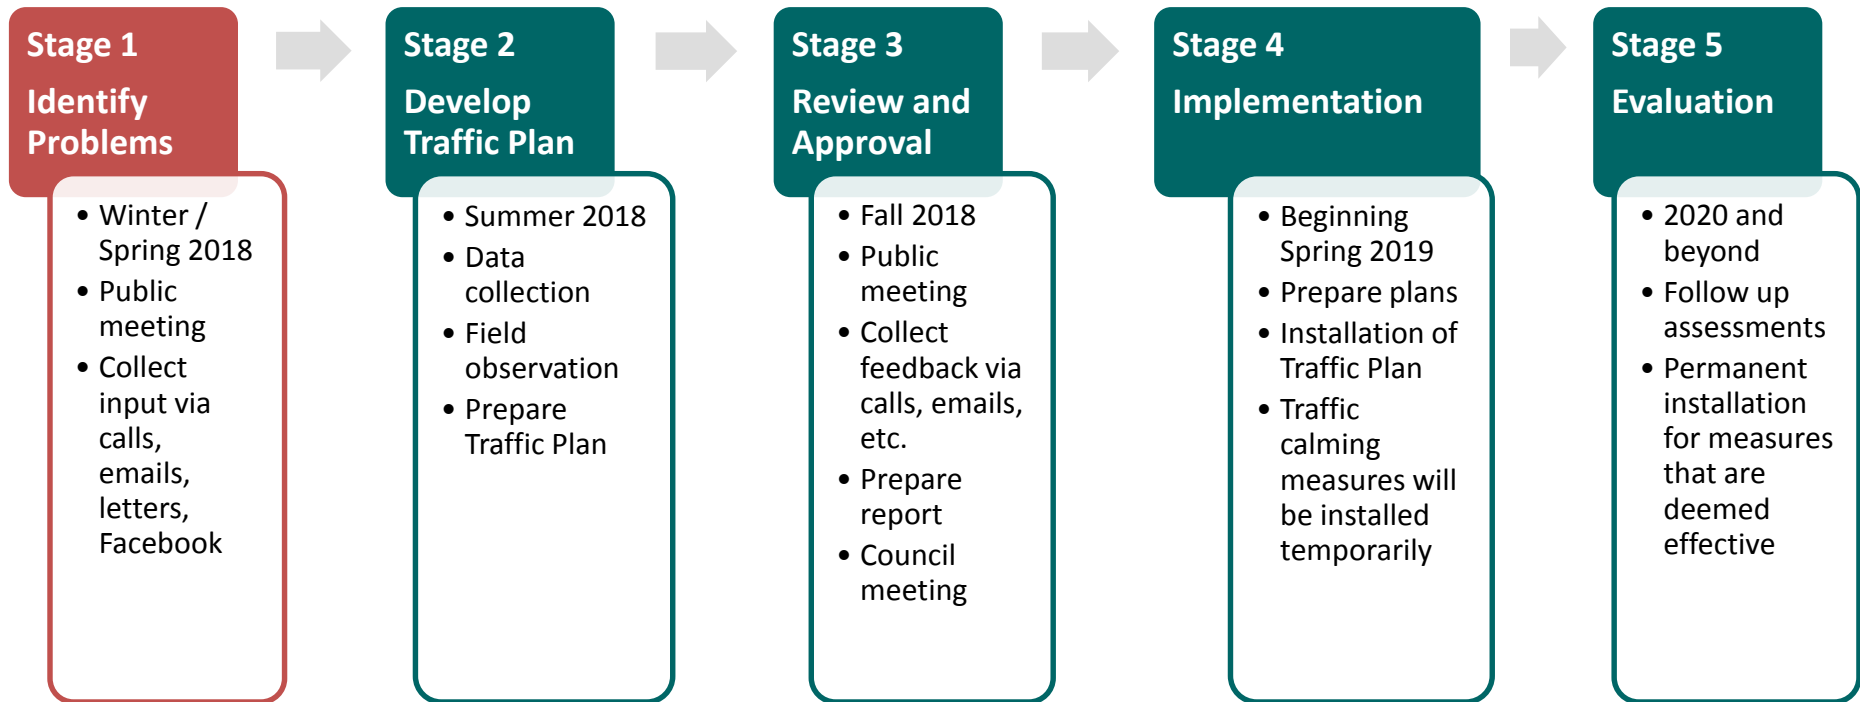 Stage 1
Identify
Problems
• Winter /
Spring 2018
• Public
meeting
• Collect
input via
calls,
emails,
letters,
Facebook
Stage 2
Develop
Traffic Plan
• Summer 2018
• Data
collection
• Field
observation
• Prepare
Traffic Plan
Stage 3
Review and
Approval
• Fall 2018
• Public
meeting
• Collect
feedback via
calls, emails,
etc.
• Prepare
report
• Council
meeting
Stage 4
Implementation
• Beginning
Spring 2019
• Prepare plans
• Installation of
Traffic Plan
• Traffic
calming
measures will
be installed
temporarily
Stage 5
Evaluation
• 2020 and
beyond
• Follow up
assessments
• Permanent
installation
for measures
that are
deemed
effective